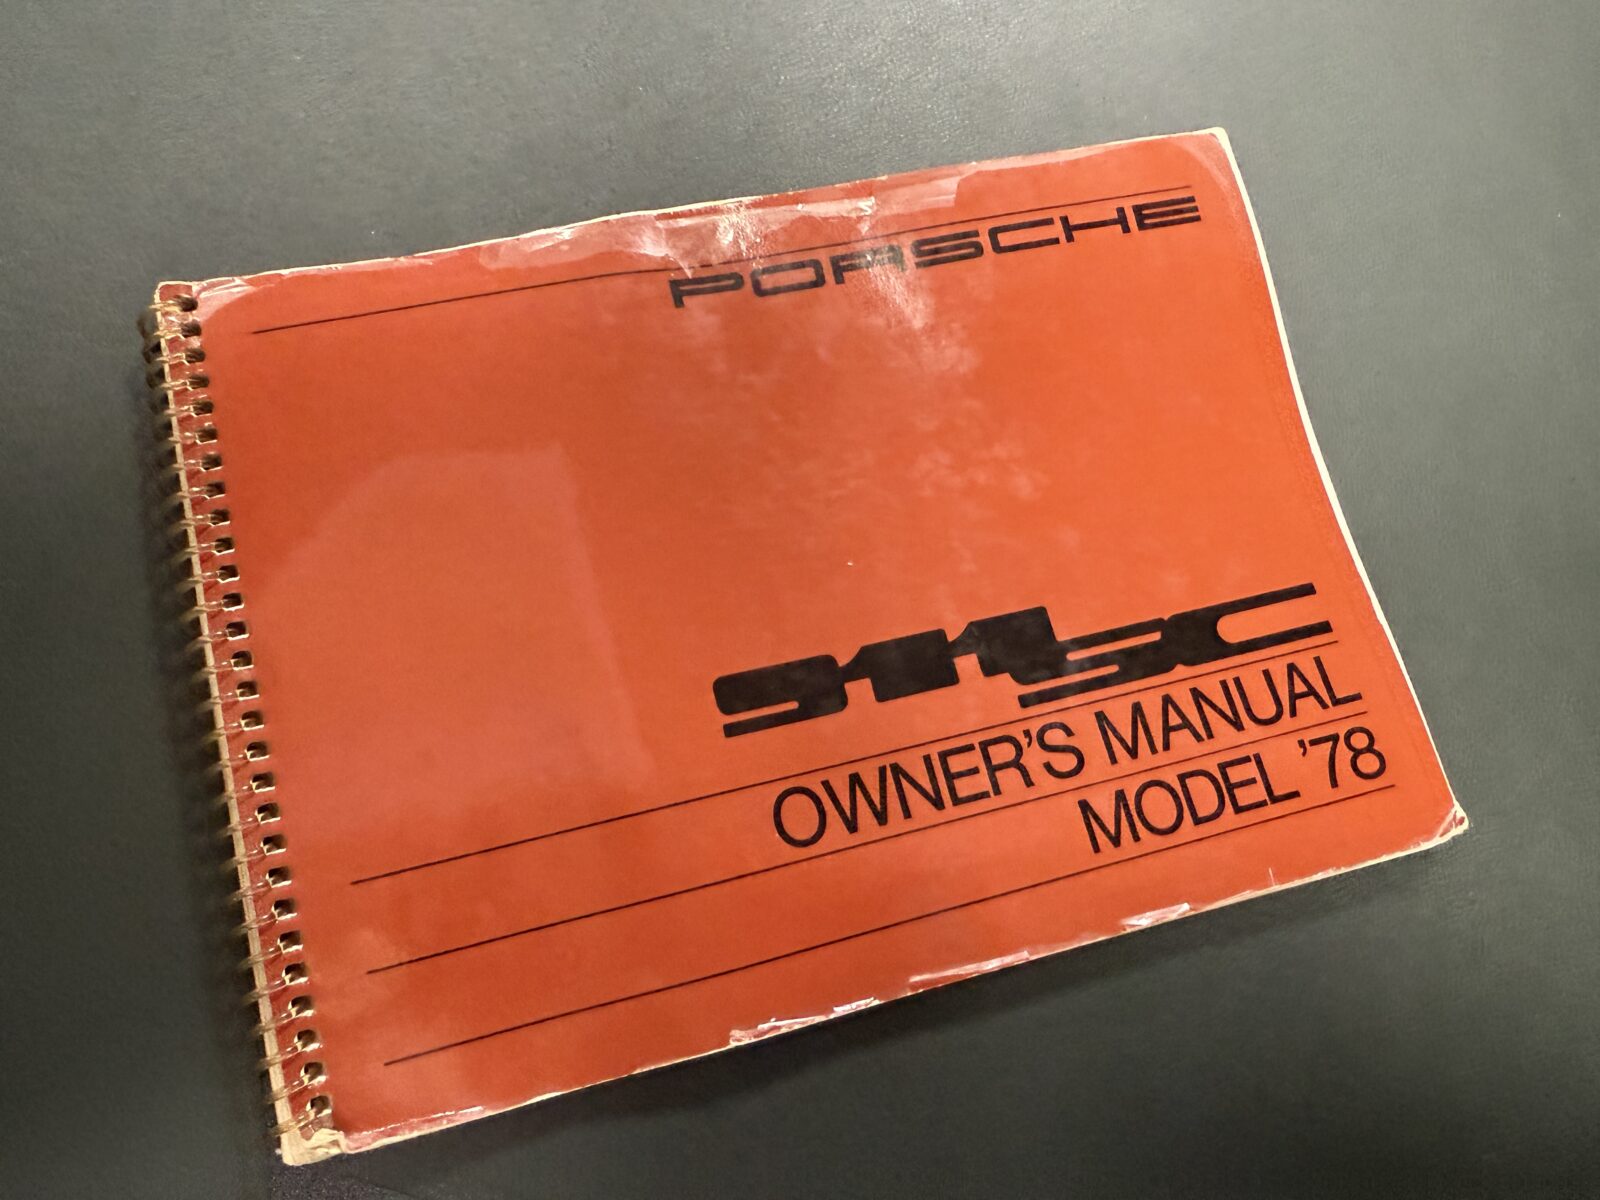 PORSCHE
911SC
OWNER'S MANUAL
MODEL '78